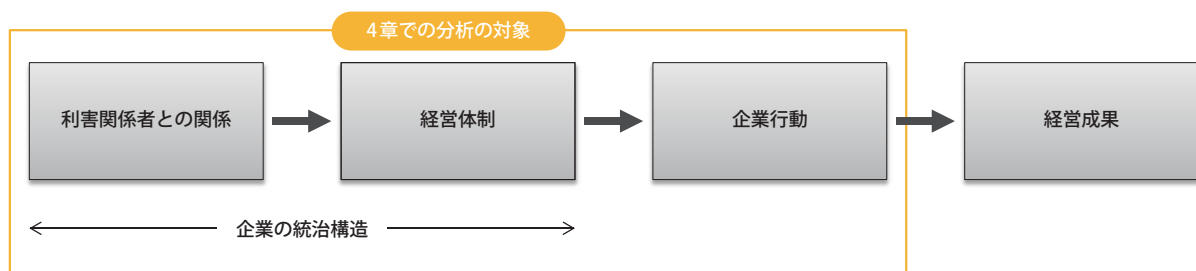 4章での分析の対象
利害関係者との関係
経営体制
企業行動
経営成果
企業の統治構造